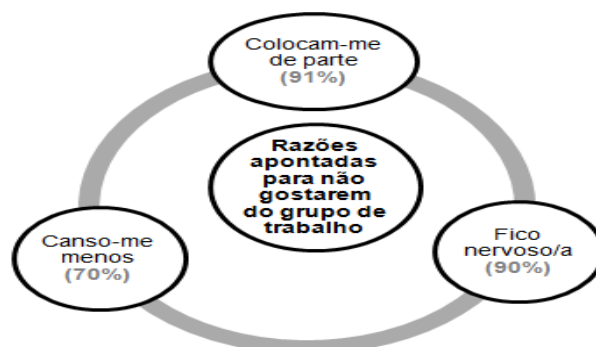 Colocam-me
de parte
(91%)
Razões
apontadas
para não
gostarem
do grupo de
trabalho
Canso-me
menos
(70%)
Fico
nervoso/a
(90%)